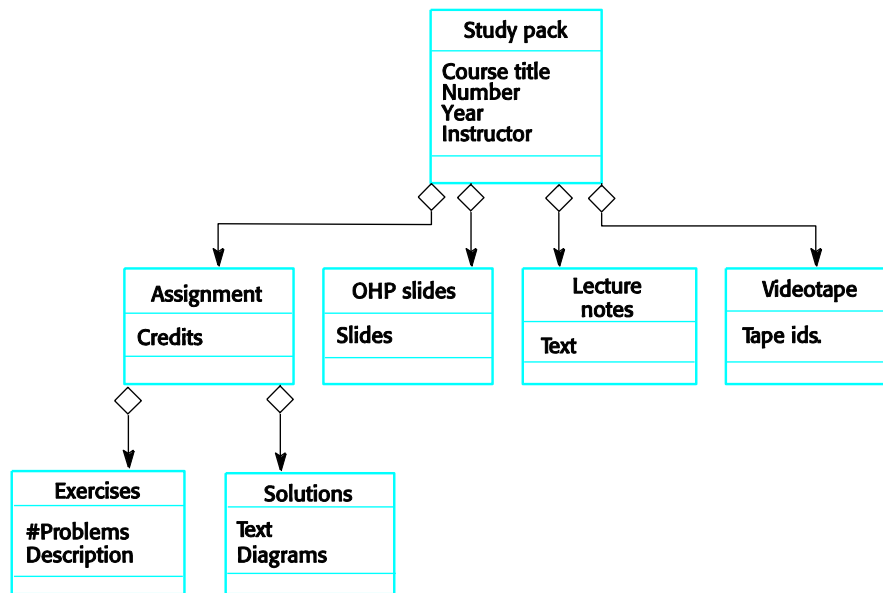 Study pack
Course title
Number
Year
Instructor
Assignment
Credits
OHP slides
Slides
Lecture
notes
Text
Videotape
Tape ids.
Exercises
#Problems
Description
Solutions
Text
Diagrams